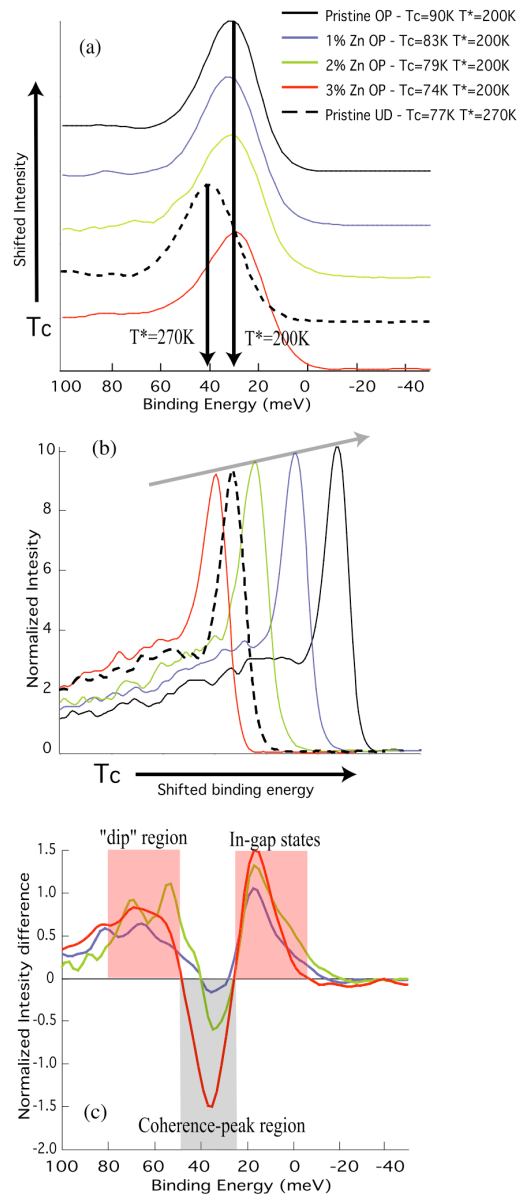 (a)
Pristine OP - Tc=90K T*=200K
1% Zn OP - Tc=83K T*=200K
2% Zn OP - Tc=79K T*=200K
3% Zn OP - Tc=74K T*=200K
Pristine UD - Tc=77K T*=270K
Shifted Intensity
Tc
T*=270K
T*=200K
100 80 60 40 20 0 -20 -40
Binding Energy (meV)
(b)
10
8
6
4
2
0
Normalized Intesity
Tc
Shifted binding energy
"dip" region
In-gap states
1.5
1.0
0.5
0
-0.5
-1.0
-1.5
-2.0
Normalized Intesity difference
(c)
Coherence-peak region
100 80 60 40 20 0 -20 -40
Binding Energy (meV)